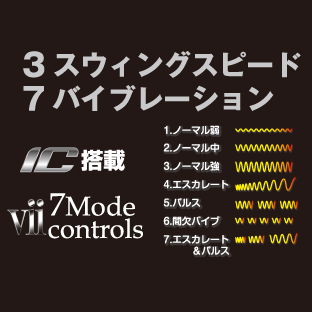 3 スウィングスピード
7 バイブレーション
IC搭載
vii 7Mode
controls
1.ノーマル弱
2.ノーマル中
3.ノーマル強
4.エスカレート
5.パルス
6.間欠バイブ
7.エスカレート
&パルス